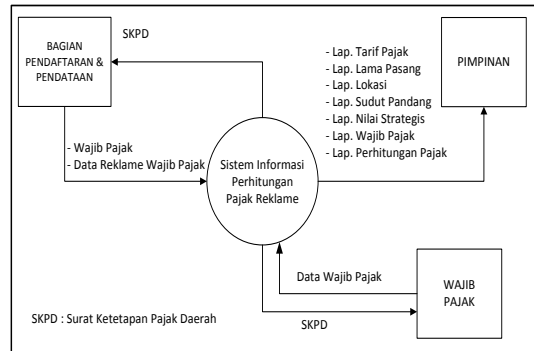 SKPD
BAGIAN
PENDAFTARAN &
PENDATAAN
- Lap. Tarif Pajak
- Lap. Lama Pasang
- Lap. Lokasi
- Lap. Sudut Pandang
- Lap. Nilai Strategis
- Lap. Wajib Pajak
- Lap. Perhitungan Pajak
PIMPINAN
- Wajib Pajak
- Data Reklame Wajib Pajak
Sistem Informasi
Perhitungan
Pajak Reklame
Data Wajib Pajak
WAJIB
PAJAK
SKPD : Surat Ketetapan Pajak Daerah
SKPD